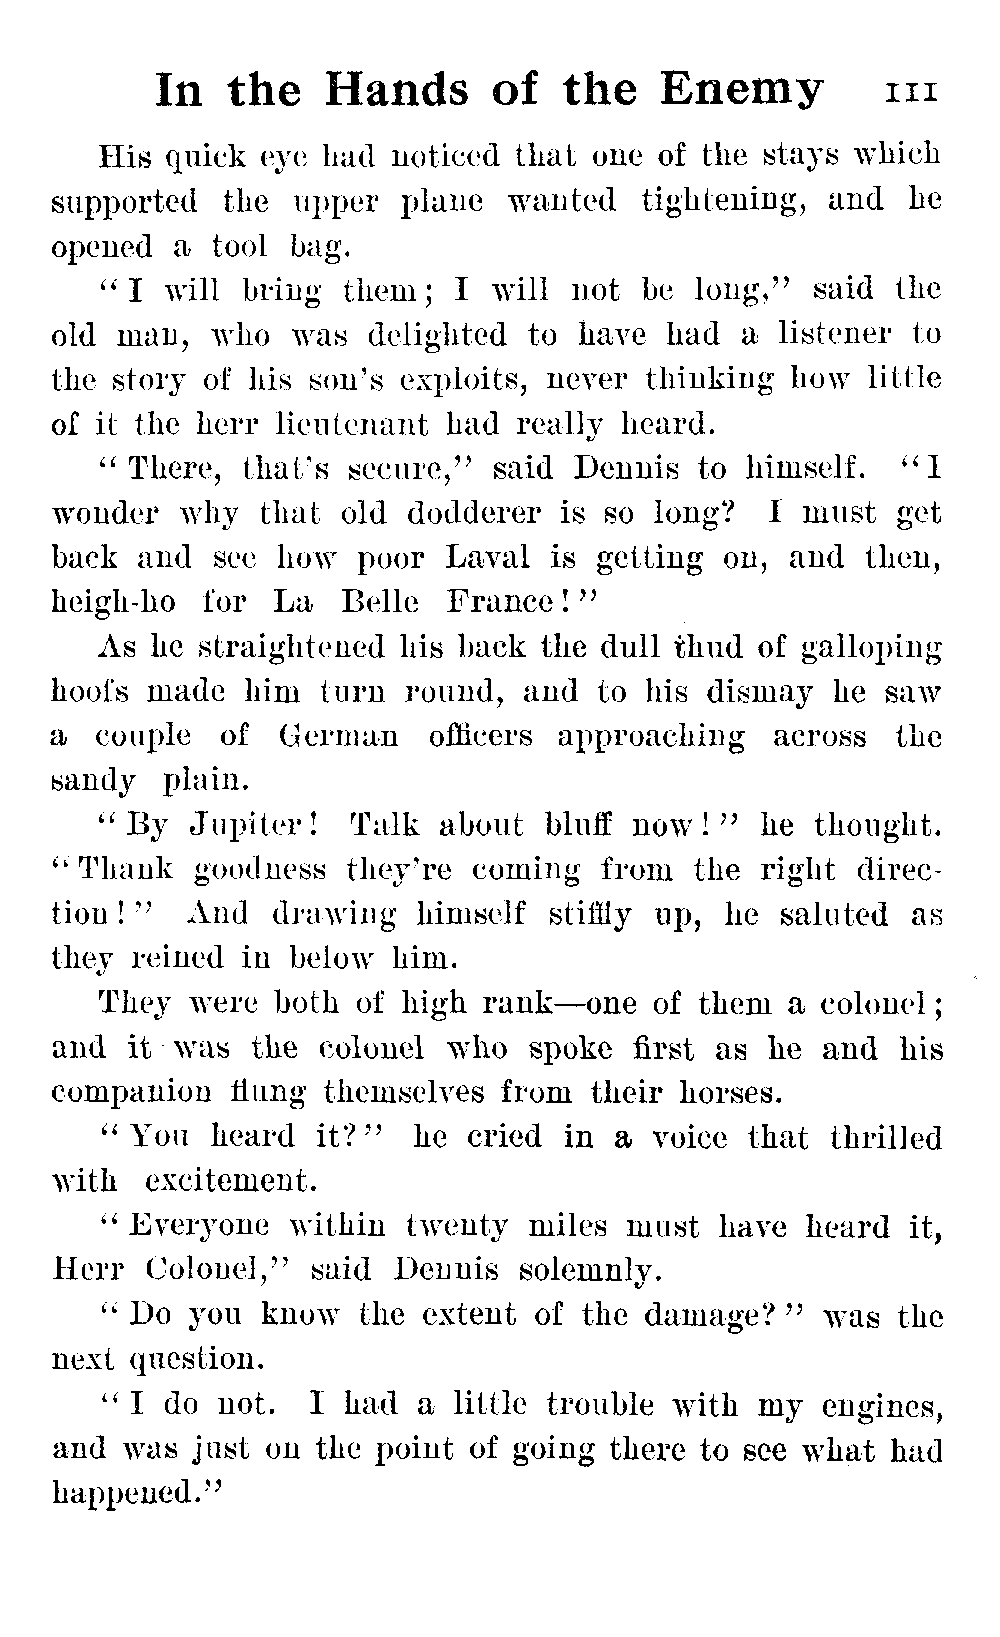 In the Hands of the Enemy 111
His quick eye had noticed that one of the stays which
supported the upper plane wanted tightening, and he
opened a tool bag.
“I will bring them; I will not be long,” said the
old man, who was delighted to have had a listener to
the story of his son’s exploits, never thinking how little
of it the herr lieutenant had really heard.
“There, that’s secure,” said Dennis to himself. “I
wonder why that old dodderer is so long? I must get
back and see how poor Laval is getting on, and then,
heigh-ho for La Belle France!”
As he straightened his back the dull thud of galloping
hoofs made him turn round, and to his dismay he saw
a couple of German officers approaching across the
sandy plain.
“By Jupiter! Talk about bluff now!” he thought.
“Thank goodness they’re coming from the right direc-
tion!” And drawing himself stiffly up, he saluted as
they reined in below him.
They were both of high rank—one of them a colonel;
and it was the colonel who spoke first as he and his
companion flung themselves from their horses.
“You heard it?” he cried in a voice that thrilled
with excitement.
“Everyone within twenty miles must have heard it,
Herr Colonel,” said Dennis solemnly.
“Do you know the extent of the damage?” was the
next question.
“I do not. I had a little trouble with my engines,
and was just on the point of going there to see what had
happened.”